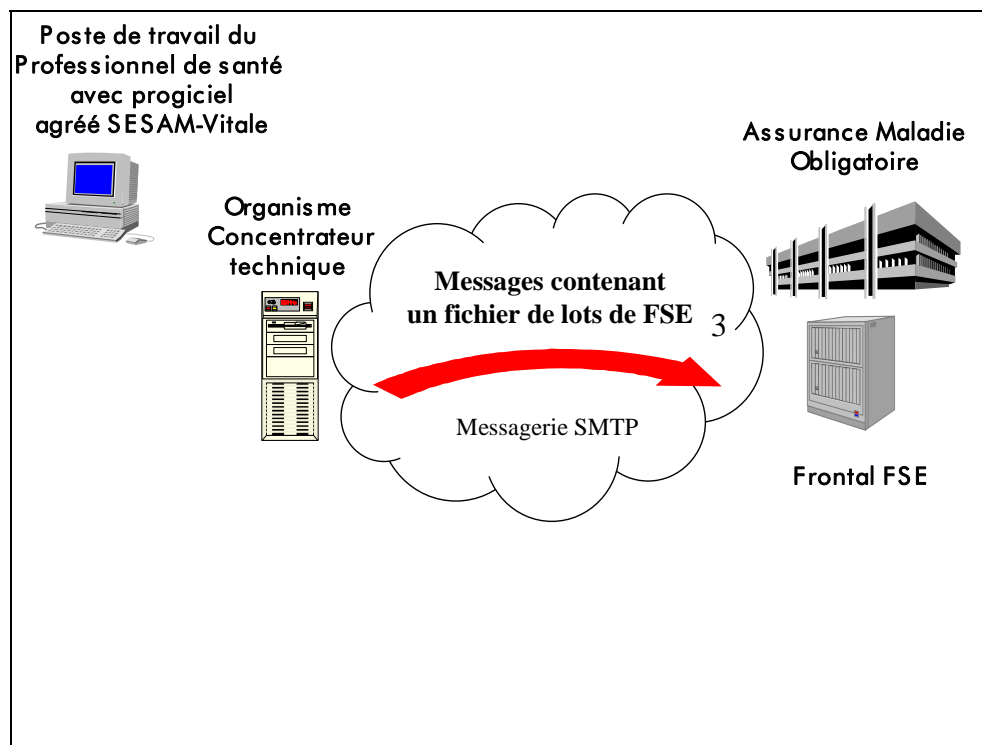 Poste de travail du
Professionnel de santé
avec progiciel
agréé SESAM-Vitale
Assurance Maladie
Obligatoire
Organisme
Concentrateur
technique
Messages contenant
un fichier de lots de FSE
3
Messagerie SMTP
Frontal FSE